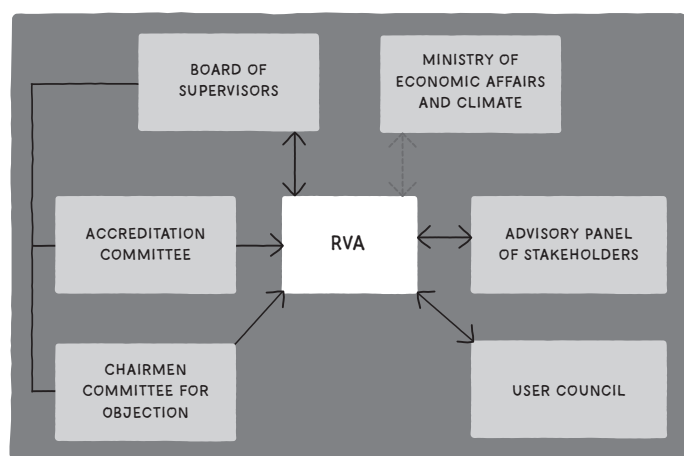 BOARD OF
SUPERVISORS
MINISTRY OF
ECONOMIC AFFAIRS
AND CLIMATE
ACCREDITATION
COMMITTEE
RVA
ADVISORY PANEL
OF STAKEHOLDERS
CHAIRMEN
COMMITTEE FOR
OBJECTION
USER COUNCIL